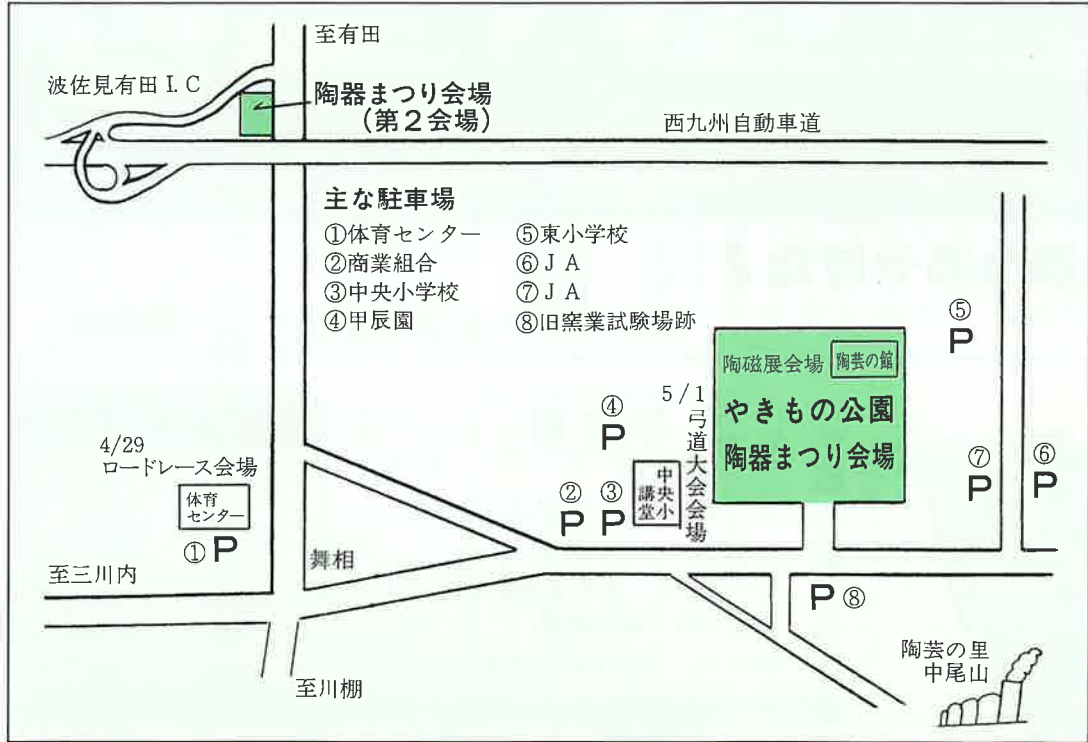 至有田
波佐見有田 I.C
陶器まつり会場
(第2会場)
西九州自動車道
主な駐車場
①体育センター
②商業組合
③中央小学校
④甲辰園
⑤東小学校
⑥JA
⑦JA
⑧旧窯業試験場跡
⑤
P
陶磁展会場
陶芸の館
やきもの公園
陶器まつり会場
5/1
弓道大会会場
④
P
4/29
ロードレース会場
体育
センター
①P
②
P
③
P
中央小
講堂
⑦
P
⑥
P
舞相
至三川内
P⑧
至川棚
陶芸の里
中尾山